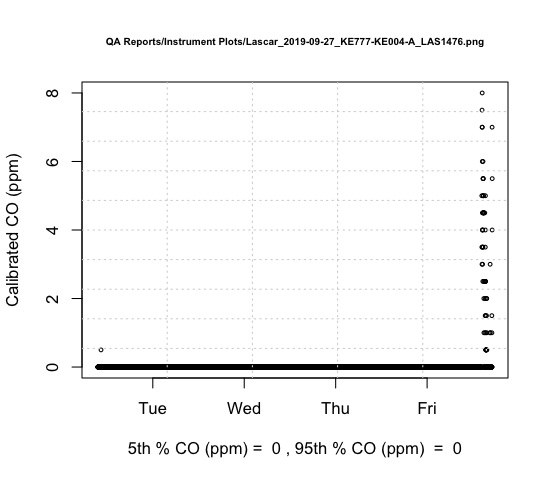 QA Reports/Instrument Plots/Lascar_2019-09-27_KE777-KE004-A_LAS1476.png
8
6
4
2
0
Calibrated CO (ppm)
Tue Wed Thu Fri
5th % CO (ppm) = 0 , 95th % CO (ppm) = 0